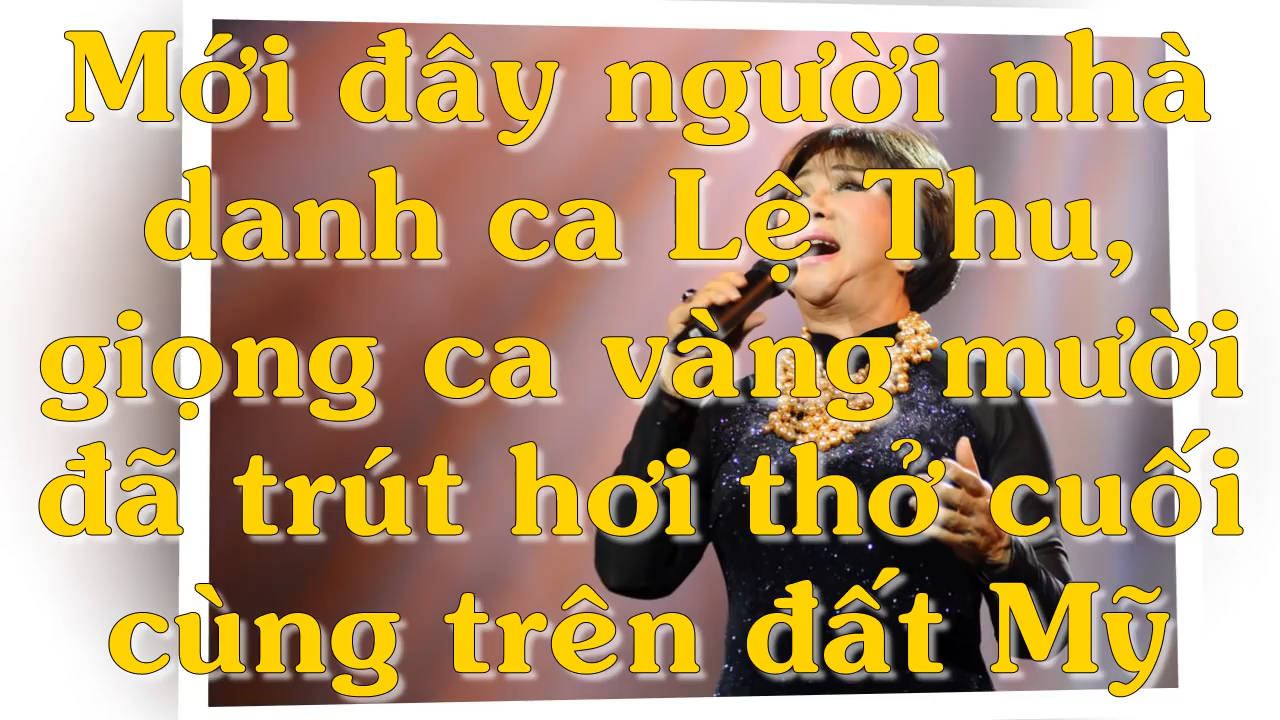 Mới đây người nhà
danh ca Lệ Thu,
giọng ca vàng mười
đã trút hơi thở cuối
cùng trên đất Mỹ